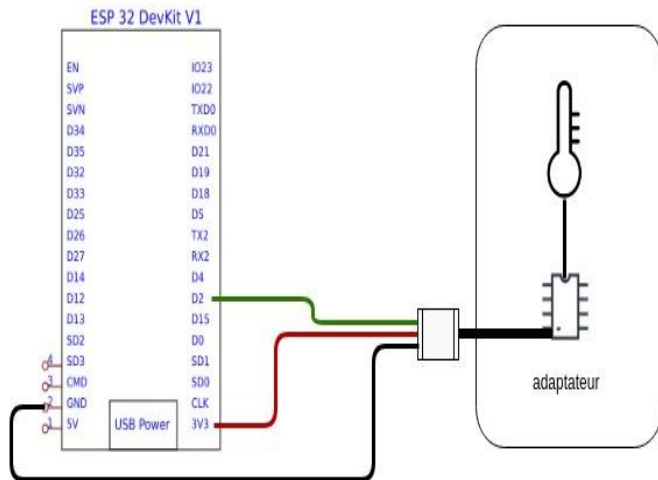 ESP 32 DevKit V1
EN
SVP
SVN
D34
D35
D32
D33
D25
D26
D27
D14
D12
D13
SD2
4 SD3
3 CMD
2 GND
1 5V
IO23
IO22
TXD0
RXD0
D21
D19
D18
D5
TX2
RX2
D4
D2
D15
D0
SD1
SD0
CLK
3V3
USB Power
adaptateur